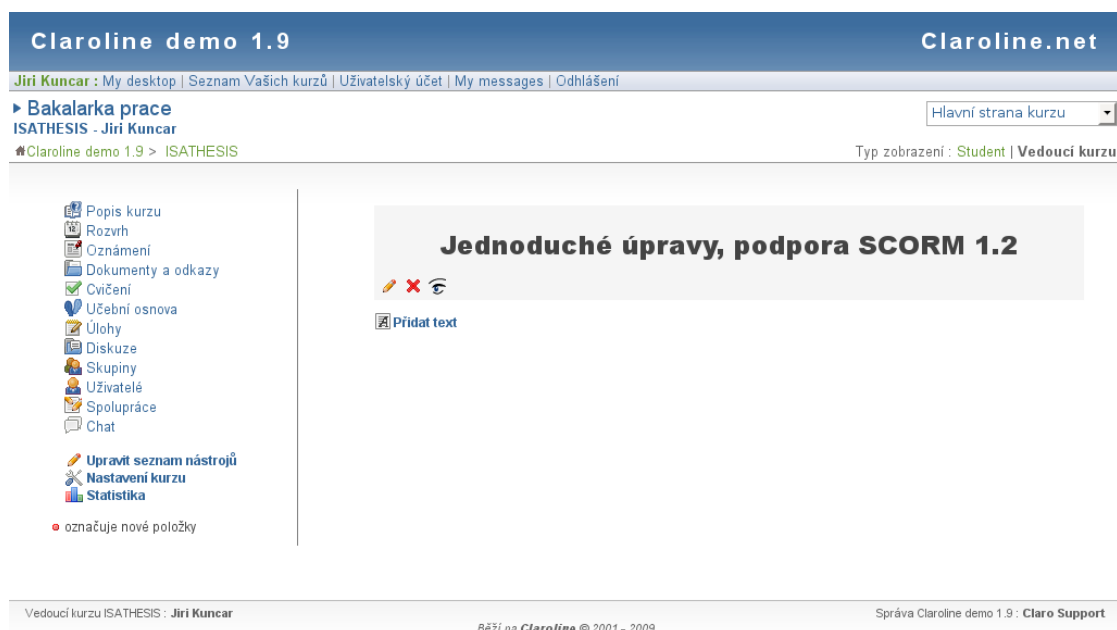 Claroline demo 1.9 Claroline.net
Jiri Kuncar : My desktop | Seznam Vašich kurzů | Uživatelský účet | My messages | Odhlášení
Bakalarka prace
Hlavní strana kurzu
ISATHESIS - Jiri Kuncar
Claroline demo 1.9 > ISATHESIS
Typ zobrazení : Student | Vedoucí kurzu
Popis kurzu
Rozvrh
Oznámení
Dokumenty a odkazy
Cvičení
Učební osnova
Úlohy
Diskuze
Skupiny
Uživatelé
Spolupráce
Chat
Upravit seznam nástrojů
Nastavení kurzu
Statistika
označuje nové položky
Jednoduché úpravy, podpora SCORM 1.2
Přidat text
Vedoucí kurzu ISATHESIS : Jiri Kuncar
Běží na Claroline © 2001 - 2009
Správa Claroline demo 1.9 : Claro Support